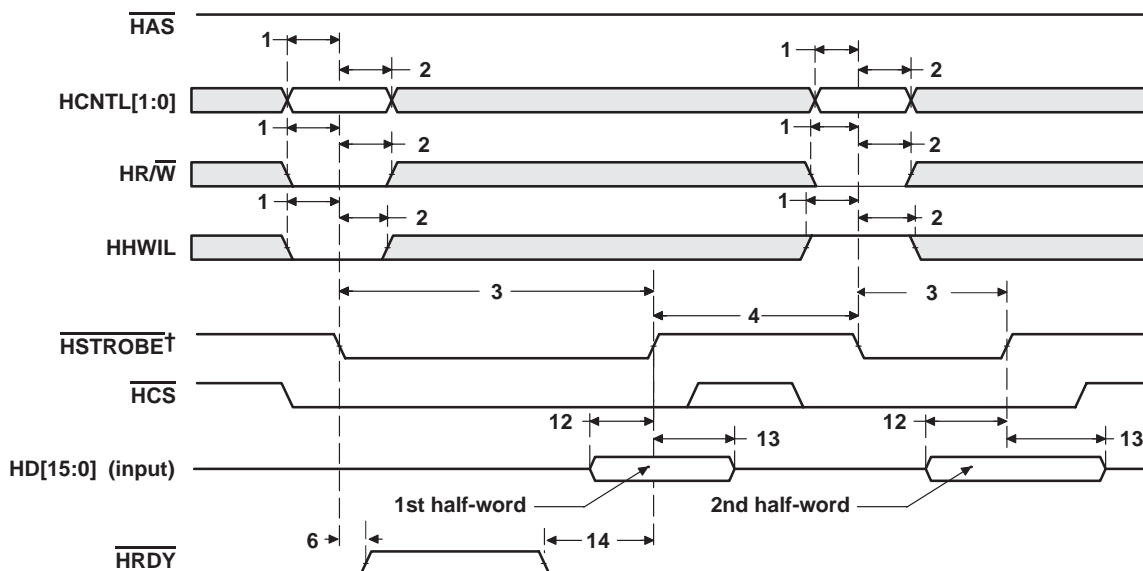 HAS
1
1
2
2
HCNTL[1:0]
1
1
2
2
HR/W
1
1
2
2
HHWIL
3
3
4
HSTROBE†
HCS
12
12
13
13
HD[15:0] (input)
1st half-word
2nd half-word
6
14
HRDY